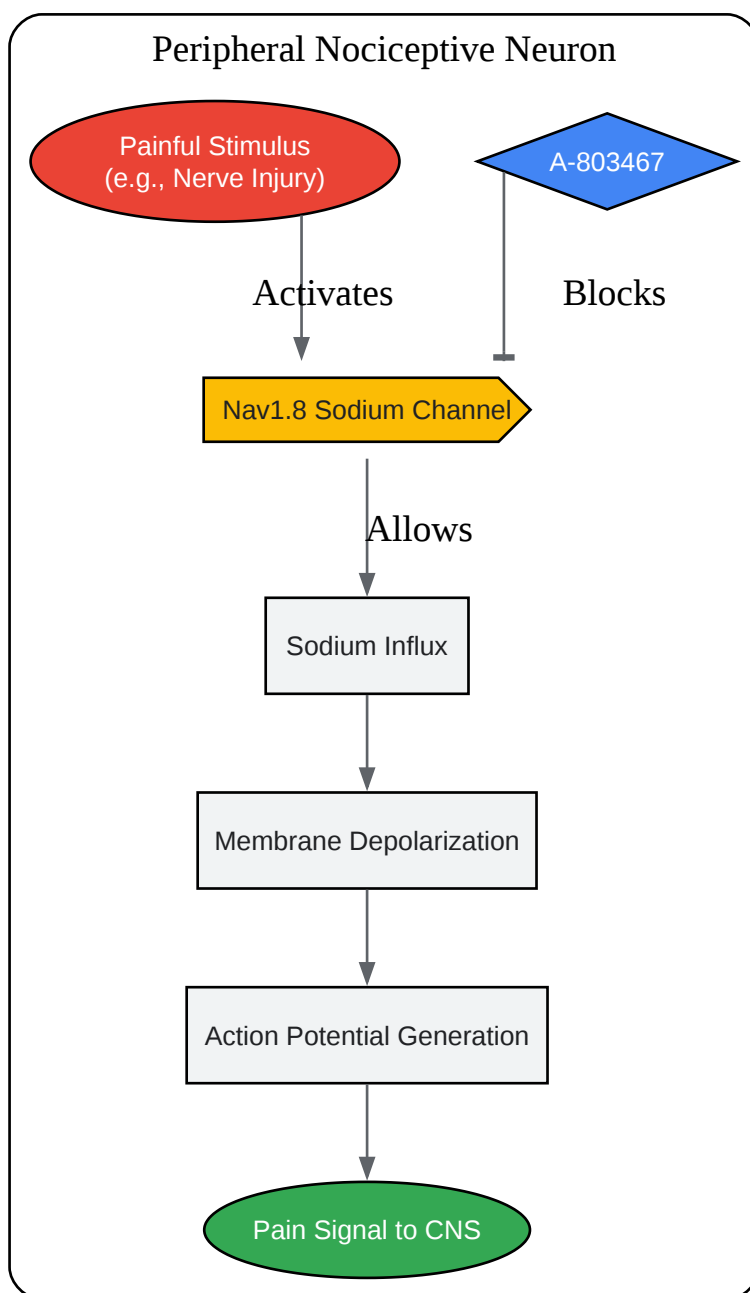 Peripheral Nociceptive Neuron
Painful Stimulus
(e.g., Nerve Injury)
A-803467
Activates
Blocks
Nav1.8 Sodium Channel
Allows
Sodium Influx
Membrane Depolarization
Action Potential Generation
Pain Signal to CNS